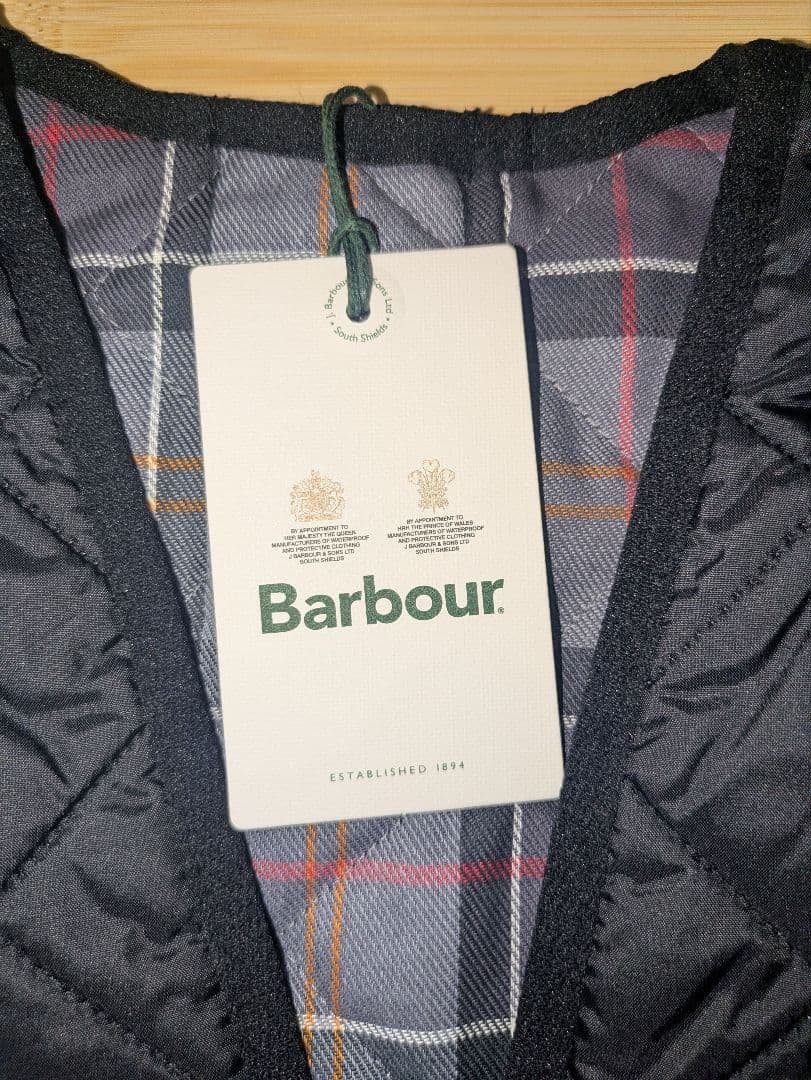 J. Barbour
ons Ltd
South Shields
BY APPOINTMENT TO
HER MAJESTY THE QUEEN
MANUFACTURERS OF WATERPROOF
AND PROTECTIVE CLOTHING
J BARBOUR & SONS LTD
SOUTH SHIELDS
BY APPOINTMENT TO
HRH THE PRINCE OF WALES
MANUFACTURERS OF WATERPROOF
AND PROTECTIVE CLOTHING
J BARBOUR & SONS LTD
SOUTH SHIELDS
Barbour®
ESTABLISHED 1894